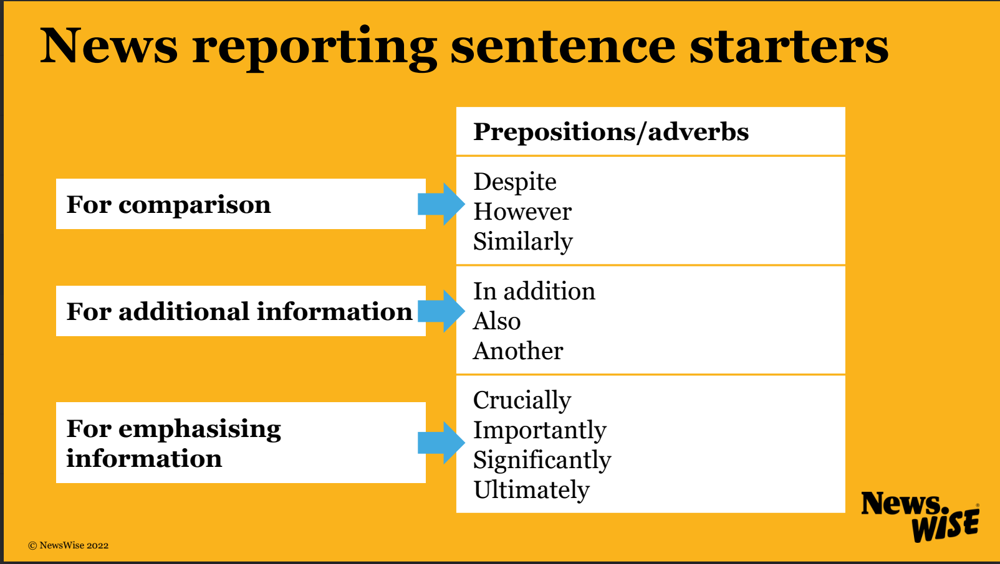 News reporting sentence starters
Prepositions/adverbs
For comparison
Despite
However
Similarly
For additional information
In addition
Also
Another
For emphasising
information
Crucially
Importantly
Significantly
Ultimately
© NewsWise 2022
News.
WiSE®